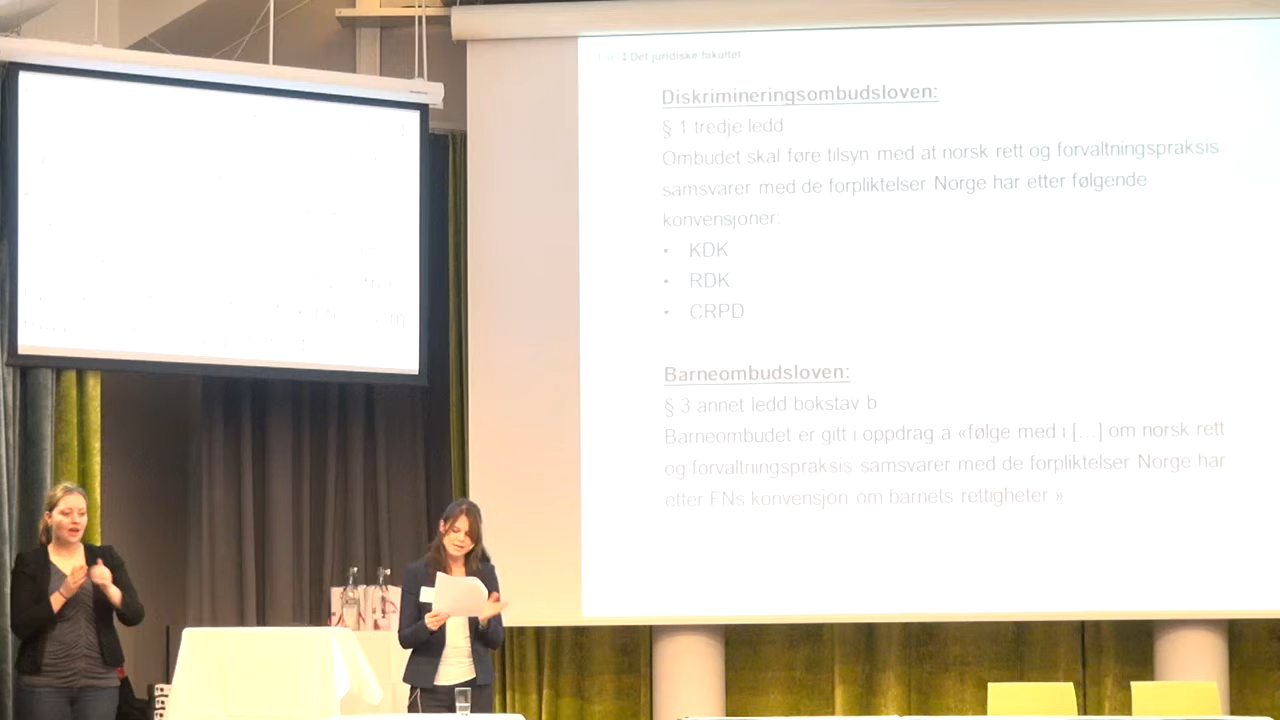 Det juridiske fakultet
Diskrimineringsombudsloven:
§ 1 tredje ledd
Ombudet skal føre tilsyn med at norsk rett og forvaltningspraksis
samsvarer med de forpliktelser Norge har etter følgende
konvensjoner:
• KDK
• RDK
• CRPD
Barneombudsloven:
§ 3 annet ledd bokstav b
Barneombudet er gitt i oppdrag å «følge med i [...] om norsk rett
og forvaltningspraksis samsvarer med de forpliktelser Norge har
etter FNs konvensjon om barnets rettigheter »